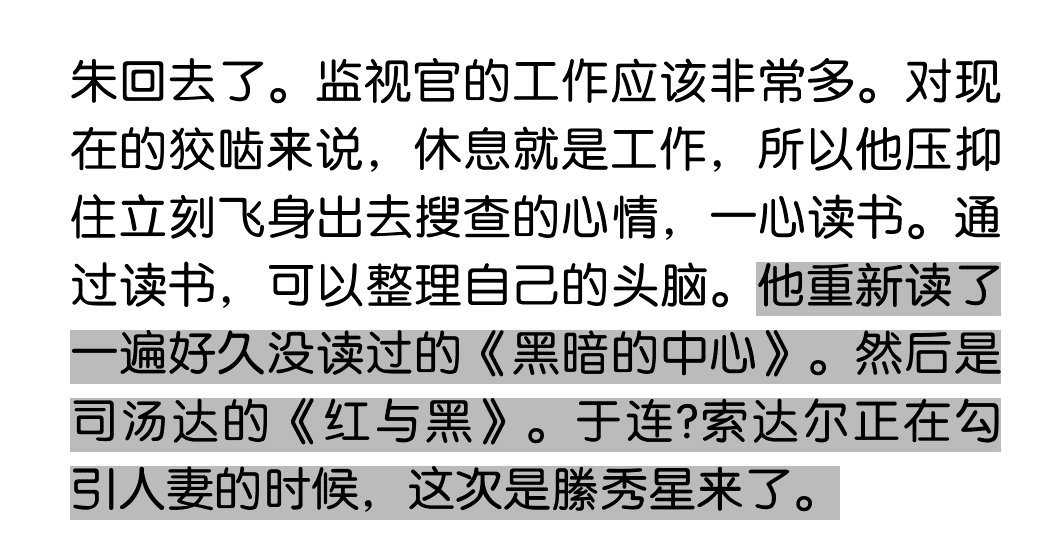 朱回去了。监视官的工作应该非常多。对现
在的狡啮来说，休息就是工作，所以他压抑
住立刻飞身出去搜查的心情，一心读书。通
过读书，可以整理自己的头脑。他重新读了
一遍好久没读过的《黑暗的中心》。然后是
司汤达的《红与黑》。于连?索达尔正在勾
引人妻的时候，这次是縢秀星来了。